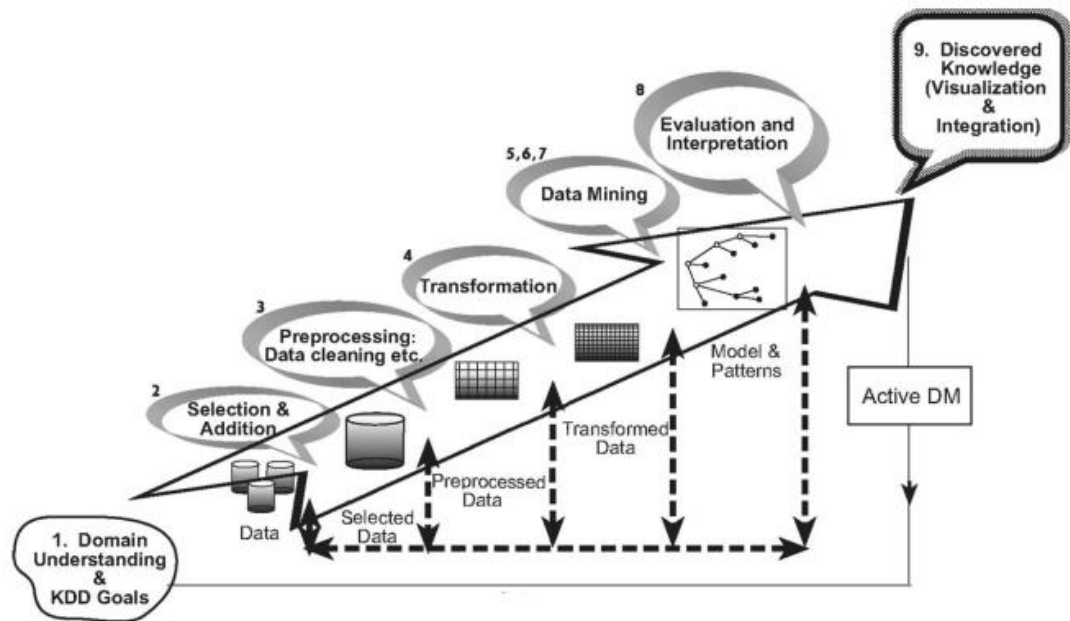 9. Discovered
Knowledge
(Visualization
&
Integration)
8
Evaluation and
Interpretation
5,6,7
Data Mining
4
Transformation
3
Preprocessing:
Data cleaning etc.
2
Selection &
Addition
Data
Selected
Data
Preprocessed
Data
Transformed
Data
Model &
Patterns
Active DM
1. Domain
Understanding
&
KDD Goals